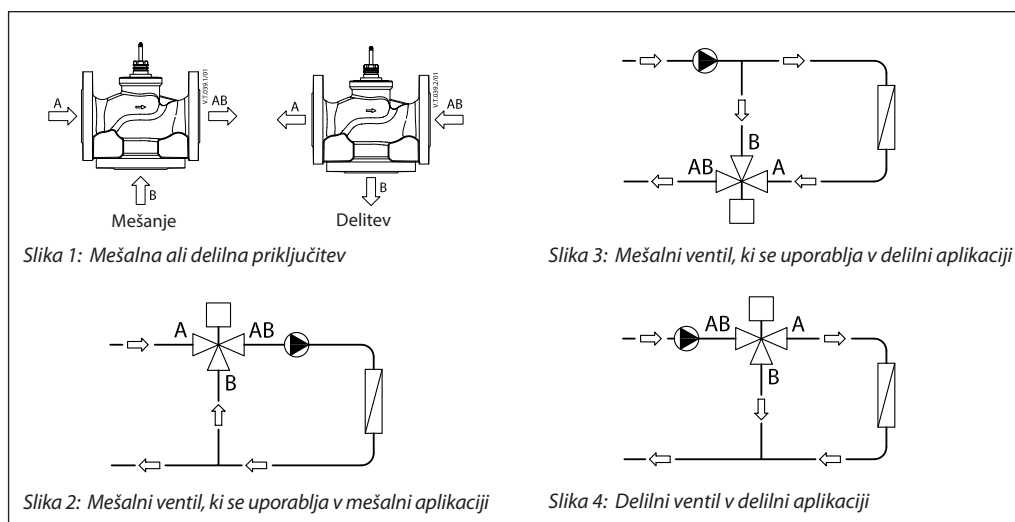 A
AB
V.T.039.1/01
B
Mešanje
A
AB
V.T.039.2/01
B
Delitev
Slika 1: Mešalna ali delilna priključitev
B
AB
A
Slika 3: Mešalni ventil, ki se uporablja v delilni aplikaciji
A
AB
B
Slika 2: Mešalni ventil, ki se uporablja v mešalni aplikaciji
AB
A
B
Slika 4: Delilni ventil v delilni aplikaciji